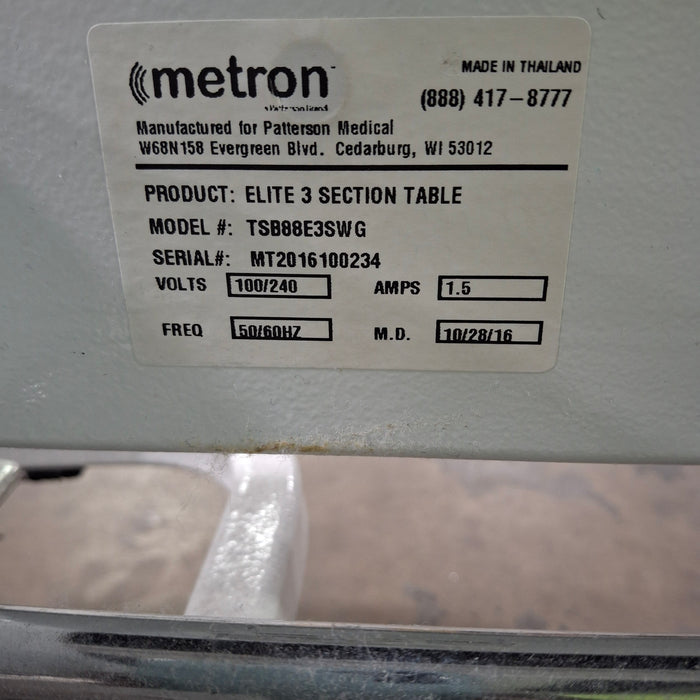 metron
MADE IN THAILAND
(888) 417-8777
Manufactured for Patterson Medical
W68N158 Evergreen Blvd. Cedarburg, WI 53012
PRODUCT: ELITE 3 SECTION TABLE
MODEL #: TSB88E3SWG
SERIAL#: MT2016100234
VOLTS 100/240 AMPS 1.5
FREQ 50/60HZ M.D. 10/28/16